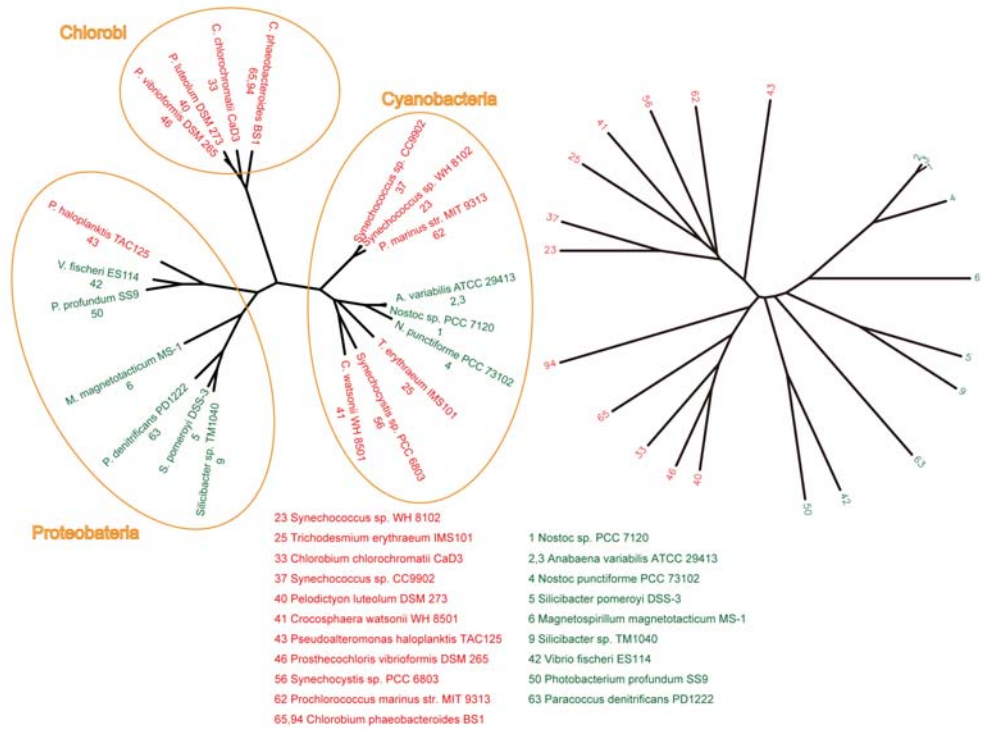 Chlorobi
P. vibrioformis DSM 265
46
P. luteolum DSM 273
40
C. chlorochromatii CaD3
33
C. phaeobacteroides BS1
65,94
Cyanobacteria
Synechococcus sp. CC9902
37
Synechococcus sp. WH 8102
23
P. marinus str. MIT 9313
62
A. variabilis ATCC 29413
2,3
Nostoc sp. PCC 7120
1
N. punctiforme PCC 73102
4
T. erythraeum IMS101
25
Synechocystis sp. PCC 6803
56
C. watsonii WH 8501
41
P. haloplanktis TAC125
43
V. fischeri ES114
42
P. profundum SS9
50
M. magnetotacticum MS-1
6
P. denitrificans PD1222
63
S. pomeroyi DSS-3
5
Silicibacter sp. TM1040
9
Proteobateria
43
62
56
41
25
37
23
94
65
33
46
40
50
42
63
9
5
6
4
23 Synechococcus sp. WH 8102
25 Trichodesmium erythraeum IMS101
33 Chlorobium chlorochromatii CaD3
37 Synechococcus sp. CC9902
40 Pelodictyon luteolum DSM 273
41 Crocosphaera watsonii WH 8501
43 Pseudoalteromonas haloplanktis TAC125
46 Prosthecochloris vibrioformis DSM 265
56 Synechocystis sp. PCC 6803
62 Prochlorococcus marinus str. MIT 9313
65,94 Chlorobium phaeobacteroides BS1
1 Nostoc sp. PCC 7120
2,3 Anabaena variabilis ATCC 29413
4 Nostoc punctiforme PCC 73102
5 Silicibacter pomeroyi DSS-3
6 Magnetospirillum magnetotacticum MS-1
9 Silicibacter sp. TM1040
42 Vibrio fischeri ES114
50 Photobacterium profundum SS9
63 Paracoccus denitrificans PD1222